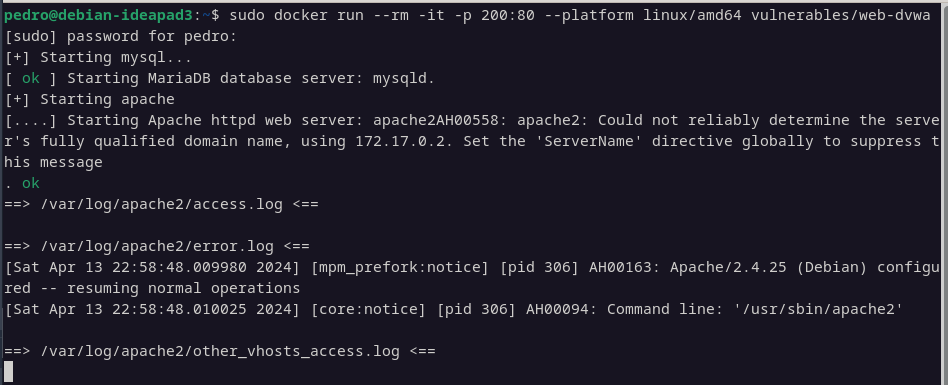 pedro@debian-ideapad3:~$ sudo docker run --rm -it -p 200:80 --platform linux/amd64 vulnerables/web-dvwa
[sudo] password for pedro:
[+] Starting mysql...
[ ok ] Starting MariaDB database server: mysqld.
[+] Starting apache
[....] Starting Apache httpd web server: apache2AH00558: apache2: Could not reliably determine the serve
r's fully qualified domain name, using 172.17.0.2. Set the 'ServerName' directive globally to suppress t
his message
. ok
==> /var/log/apache2/access.log <==
==> /var/log/apache2/error.log <==
[Sat Apr 13 22:58:48.009980 2024] [mpm_prefork:notice] [pid 306] AH00163: Apache/2.4.25 (Debian) configu
red -- resuming normal operations
[Sat Apr 13 22:58:48.010025 2024] [core:notice] [pid 306] AH00094: Command line: '/usr/sbin/apache2'
==> /var/log/apache2/other_vhosts_access.log <==